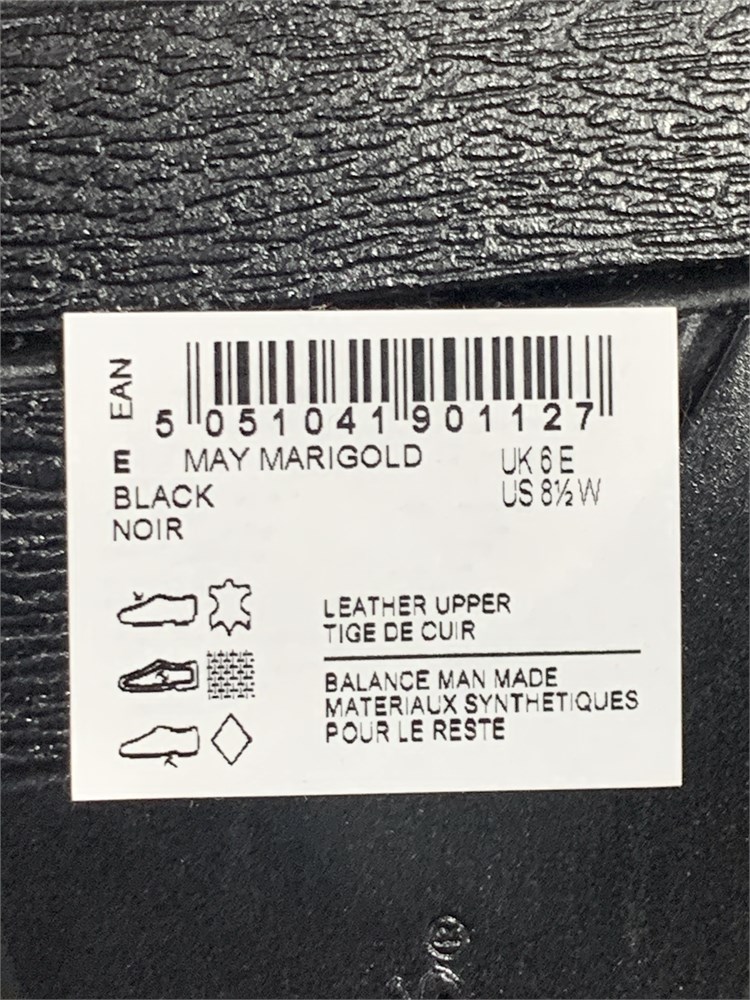 EAN
5 051041 901127
E MAY MARIGOLD UK 6 E
BLACK US 8½ W
NOIR
LEATHER UPPER
TIGE DE CUIR
BALANCE MAN MADE
MATERIAUX SYNTHETIQUES
POUR LE RESTE